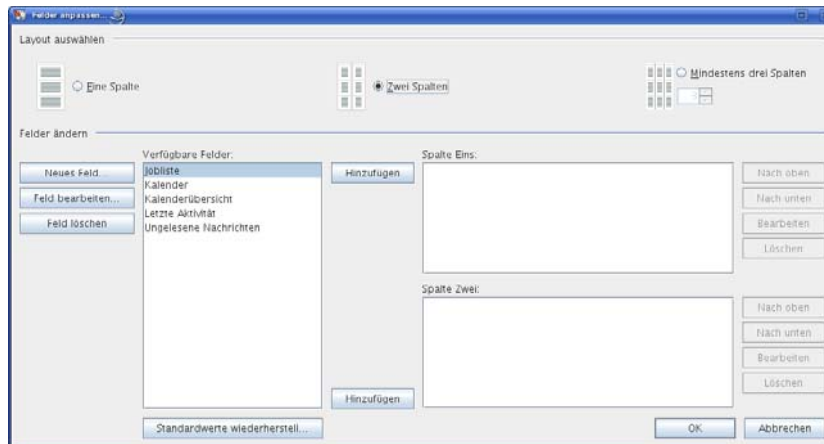 Felder anpassen...
Layout auswählen
Eine Spalte
Zwei Spalten
Mindestens drei Spalten
Felder ändern
Verfügbare Felder:
Neues Feld...
Feld bearbeiten...
Feld löschen
Jobliste
Kalender
Kalenderübersicht
Letzte Aktivität
Ungelesene Nachrichten
Hinzufügen
Spalte Eins:
Nach oben
Nach unten
Bearbeiten
Löschen
Spalte Zwei:
Hinzufügen
Nach oben
Nach unten
Bearbeiten
Löschen
Standardwerte wiederherstell...
OK
Abbrechen